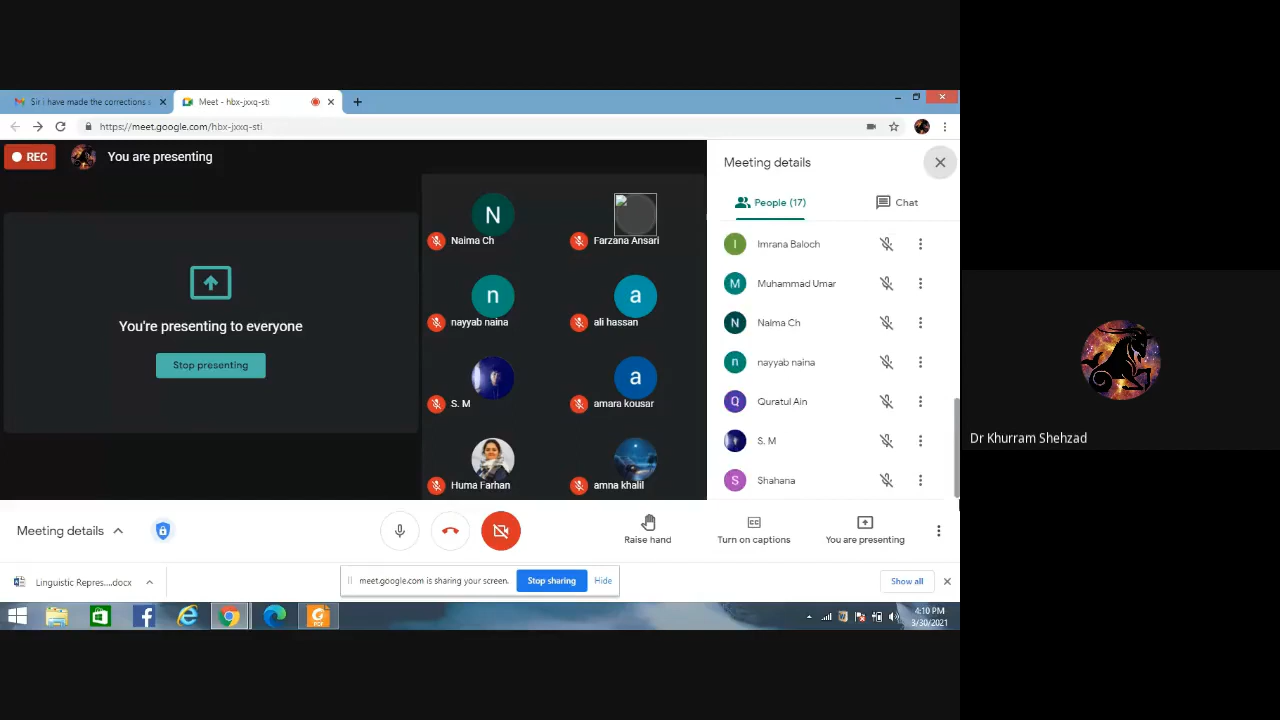 Sir i have made the corrections s
Meet - hbx-jxxq-sti
https://meet.google.com/hbx-jxxq-sti
REC
You are presenting
You're presenting to everyone
Stop presenting
N
Naima Ch
Farzana Ansari
n
nayyab naina
a
ali hassan
S. M
a
amara kousar
Huma Farhan
amna khalil
Meeting details
People (17)
Chat
I
Imrana Baloch
M
Muhammad Umar
N
Naima Ch
n
nayyab naina
Q
Quratul Ain
S. M
S
Shahana
Meeting details
Raise hand
Turn on captions
You are presenting
Linguistic Repres....docx
meet.google.com is sharing your screen.
Stop sharing
Hide
Show all
4:10 PM
3/30/2021
Dr Khurram Shehzad